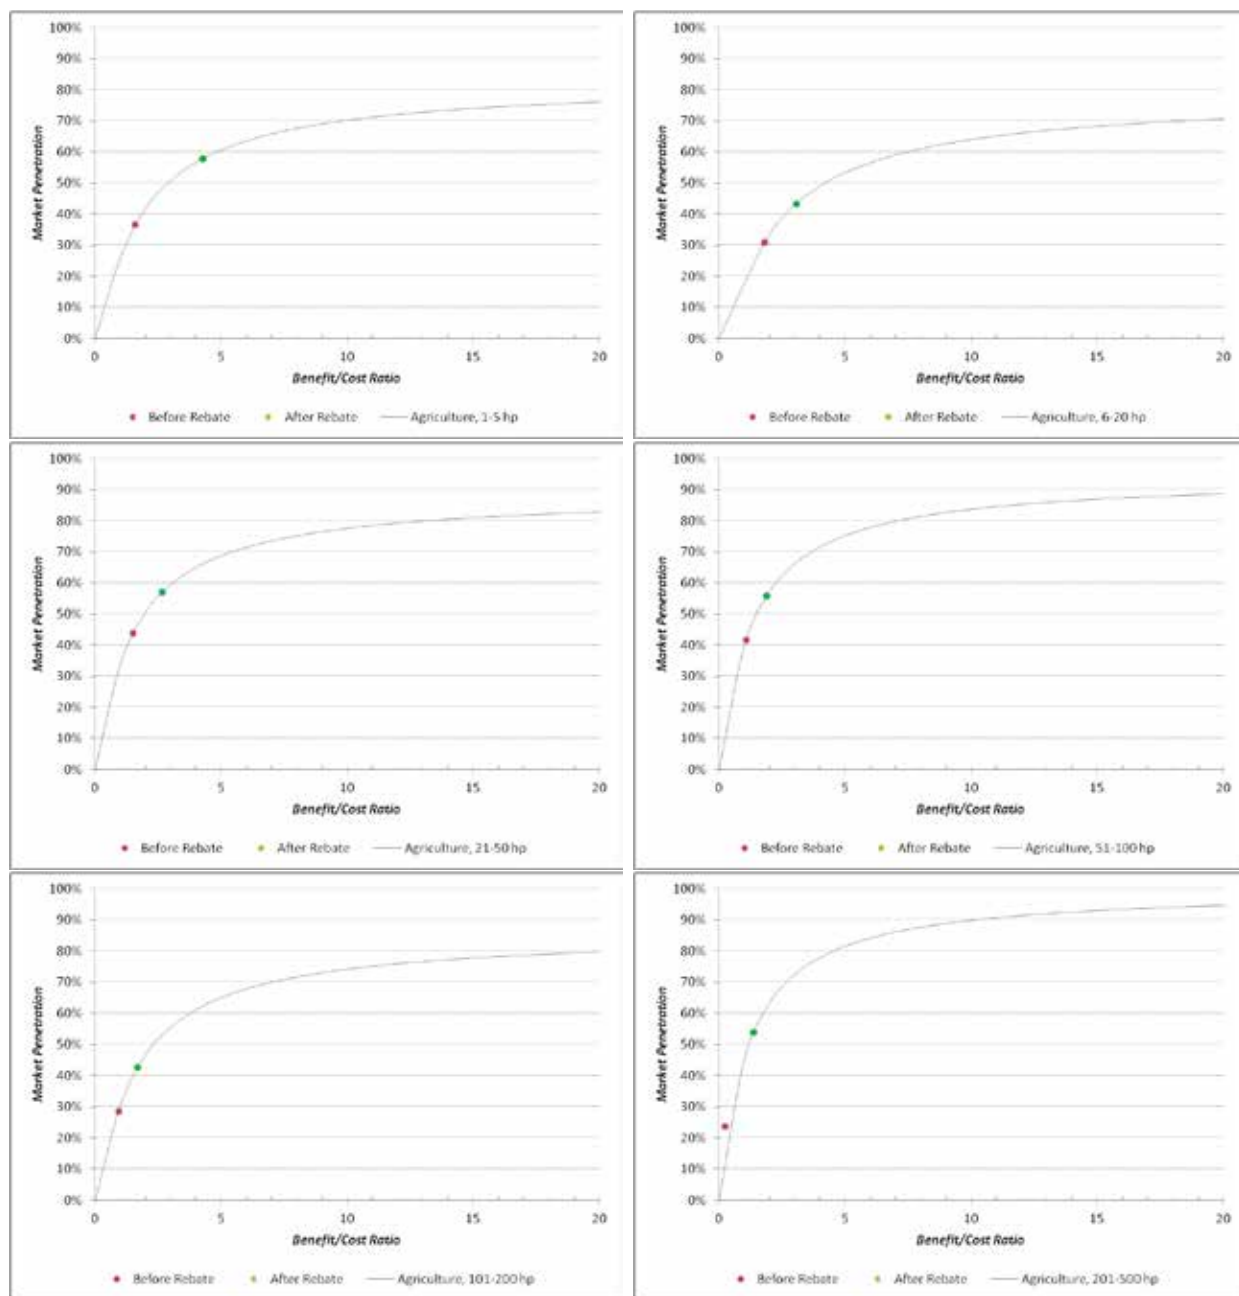 100%
90%
80%
70%
60%
50%
40%
30%
20%
10%
0%
Market Penetration
0 5 10 15 20
Benefit/Cost Ratio
Before Rebate After Rebate Agriculture, 1-5 hp
100%
90%
80%
70%
60%
50%
40%
30%
20%
10%
0%
Market Penetration
0 5 10 15 20
Benefit/Cost Ratio
Before Rebate After Rebate Agriculture, 6-20 hp
100%
90%
80%
70%
60%
50%
40%
30%
20%
10%
0%
Market Penetration
0 5 10 15 20
Benefit/Cost Ratio
Before Rebate After Rebate Agriculture, 21-50 hp
100%
90%
80%
70%
60%
50%
40%
30%
20%
10%
0%
Market Penetration
0 5 10 15 20
Benefit/Cost Ratio
Before Rebate After Rebate Agriculture, 51-100 hp
100%
90%
80%
70%
60%
50%
40%
30%
20%
10%
0%
Market Penetration
0 5 10 15 20
Benefit/Cost Ratio
Before Rebate After Rebate Agriculture, 101-200 hp
100%
90%
80%
70%
60%
50%
40%
30%
20%
10%
0%
Market Penetration
0 5 10 15 20
Benefit/Cost Ratio
Before Rebate After Rebate Agriculture, 201-500 hp